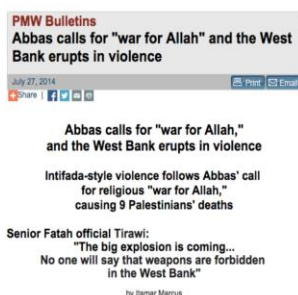 PMW Bulletins
Abbas calls for "war for Allah" and the West
Bank erupts in violence
July 27, 2014
Print
Email
Share
Abbas calls for "war for Allah,"
and the West Bank erupts in violence
Intifada-style violence follows Abbas' call
for religious "war for Allah,"
causing 9 Palestinians' deaths
Senior Fatah official Tirawi:
"The big explosion is coming...
No one will say that weapons are forbidden
in the West Bank"
by Itamar Marcus